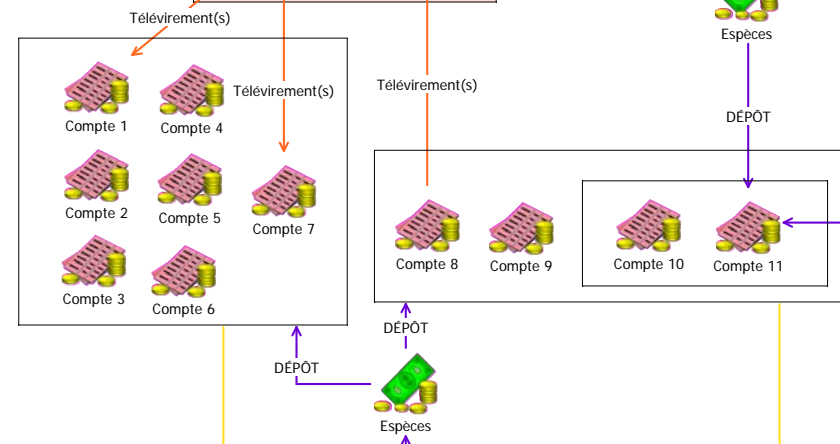 Télévirement(s)
Espèces
Télévirement(s)
Télévirement(s)
DÉPÔT
Compte 1
Compte 4
Compte 2
Compte 5
Compte 7
Compte 3
Compte 6
Compte 8
Compte 9
Compte 10
Compte 11
DÉPÔT
DÉPÔT
Espèces